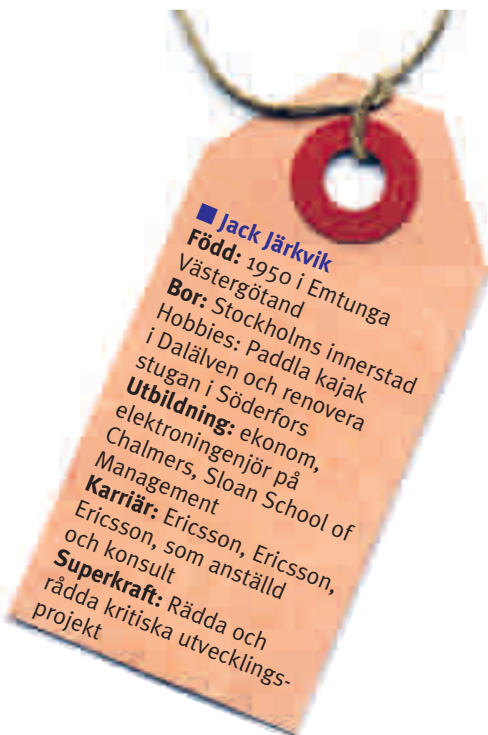 ■ Jack Järkvik
Född: 1950 i Emtunga
Västergötand
Bor: Stockholms innerstad
Hobbies: Paddla kajak
i Dalälven och renovera
stugan i Söderfors
Utbildning: ekonom,
elektroningenjör på
Chalmers, Sloan School of
Management
Karriär: Ericsson, Ericsson,
Ericsson, som anställd
och konsult
Superkraft: Rädda och
rådda kritiska utvecklings-
projekt